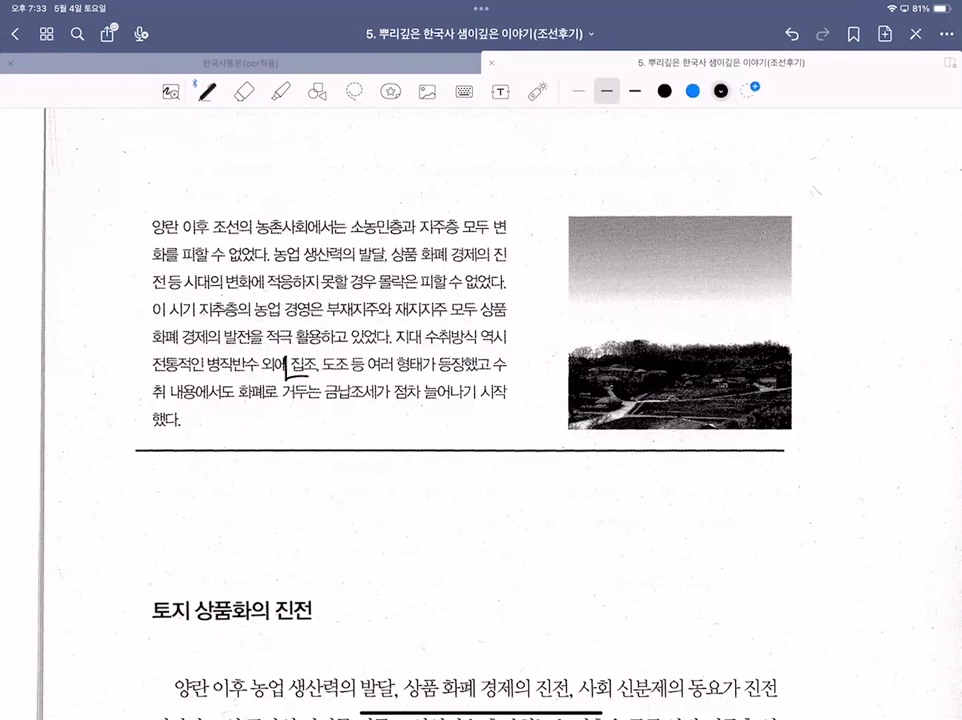 오후 7:33 5월 4일 토요일
81%
5. 뿌리깊은 한국사 샘이깊은 이야기(조선후기)
한국사통론(ocr적용)
5. 뿌리깊은 한국사 샘이깊은 이야기(조선후기)
양란 이후 조선의 농촌사회에서는 소농민층과 지주층 모두 변
화를 피할 수 없었다. 농업 생산력의 발달, 상품 화폐 경제의 진
전 등 시대의 변화에 적응하지 못할 경우 몰락은 피할 수 없었다.
이 시기 지추층의 농업 경영은 부재지주와 재지지주 모두 상품
화폐 경제의 발전을 적극 활용하고 있었다. 지대 수취방식 역시
전통적인 병작반수 외에 집조, 도조 등 여러 형태가 등장했고 수
취 내용에서도 화폐로 거두는 금납조세가 점차 늘어나기 시작
했다.
토지 상품화의 진전
양란 이후 농업 생산력의 발달, 상품 화폐 경제의 진전, 사회 신분제의 동요가 진전